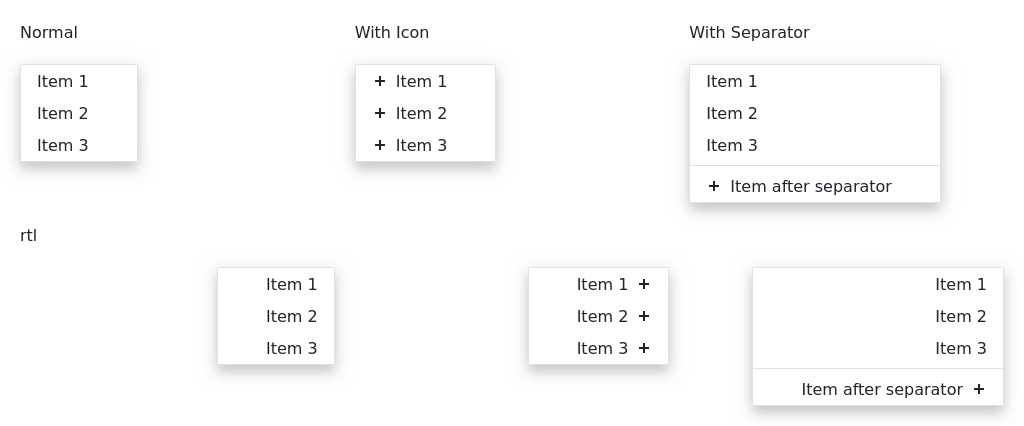 Normal
Item 1
Item 2
Item 3
With Icon
+ Item 1
+ Item 2
+ Item 3
With Separator
Item 1
Item 2
Item 3
+ Item after separator
rtl
Item 1
Item 2
Item 3
Item 1 +
Item 2 +
Item 3 +
Item 1
Item 2
Item 3
Item after separator +